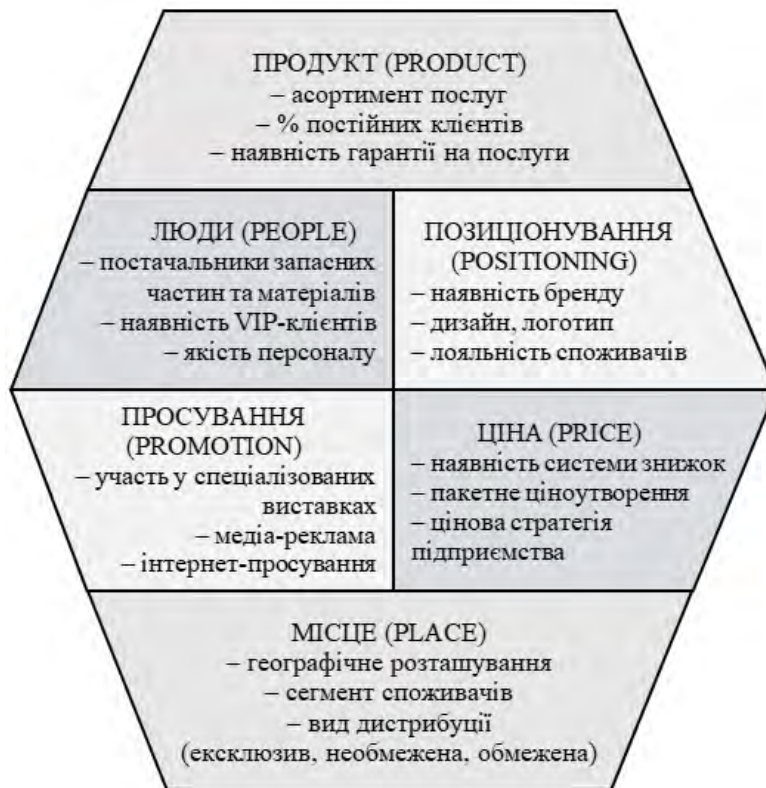 ПРОДУКТ (PRODUCT)
– асортимент послуг
– % постійних клієнтів
– наявність гарантії на послуги
ЛЮДИ (PEOPLE)
– постачальники запасних
частин та матеріалів
– наявність VIP-клієнтів
– якість персоналу
ПОЗИЦІОНУВАННЯ
(POSITIONING)
– наявність бренду
– дизайн, логотип
– лояльність споживачів
ПРОСУВАННЯ
(PROMOTION)
– участь у спеціалізованих
виставках
– медіа-реклама
– інтернет-просування
ЦІНА (PRICE)
– наявність системи знижок
– пакетне ціноутворення
– цінова стратегія
підприємства
МІСЦЕ (PLACE)
– географічне розташування
– сегмент споживачів
– вид дистрибуції
(ексклюзив, необмежена, обмежена)